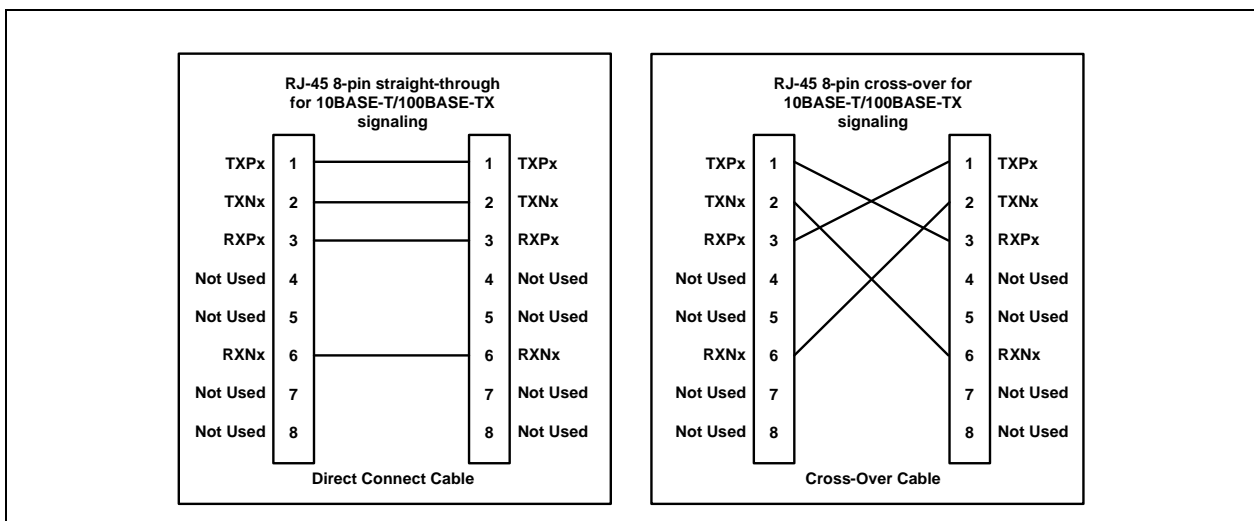 RJ-45 8-pin straight-through
for 10BASE-T/100BASE-TX
signaling
TXPx 1 1 TXPx
TXNx 2 2 TXNx
RXPx 3 3 RXPx
Not Used 4 4 Not Used
Not Used 5 5 Not Used
RXNx 6 6 RXNx
Not Used 7 7 Not Used
Not Used 8 8 Not Used
Direct Connect Cable
RJ-45 8-pin cross-over for
10BASE-T/100BASE-TX
signaling
TXPx 1 1 TXPx
TXNx 2 2 TXNx
RXPx 3 3 RXPx
Not Used 4 4 Not Used
Not Used 5 5 Not Used
RXNx 6 6 RXNx
Not Used 7 7 Not Used
Not Used 8 8 Not Used
Cross-Over Cable